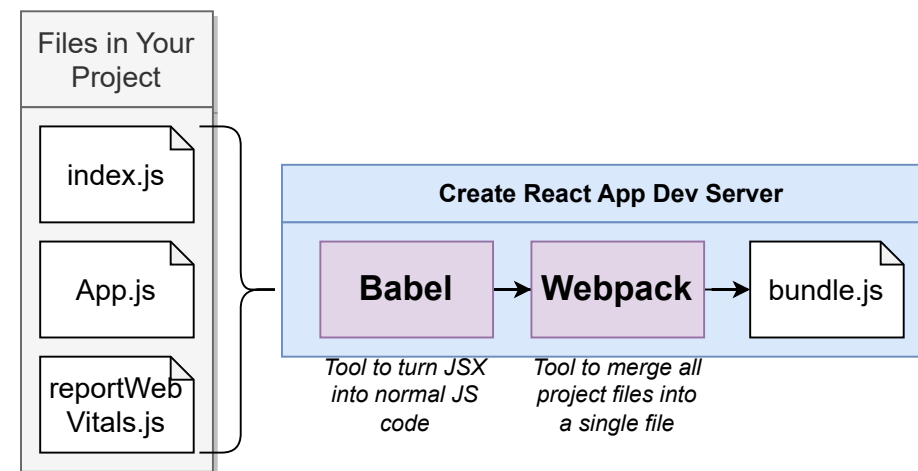 Files in Your
Project
index.js
App.js
reportWeb
Vitals.js
Create React App Dev Server
Babel
Webpack
bundle.js
Tool to turn JSX
into normal JS
code
Tool to merge all
project files into
a single file